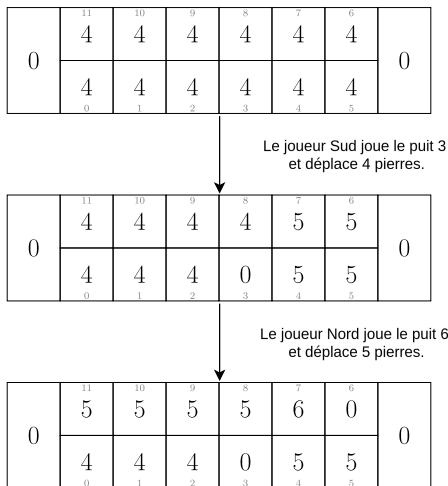 11 10 9 8 7 6
4 4 4 4 4 4
0 0
4 4 4 4 4 4
0 1 2 3 4 5
Le joueur Sud joue le puit 3
et déplace 4 pierres.
11 10 9 8 7 6
4 4 4 4 5 5
0 0
4 4 4 0 5 5
0 1 2 3 4 5
Le joueur Nord joue le puit 6
et déplace 5 pierres.
11 10 9 8 7 6
5 5 5 5 6 0
0 0
4 4 4 0 5 5
0 1 2 3 4 5